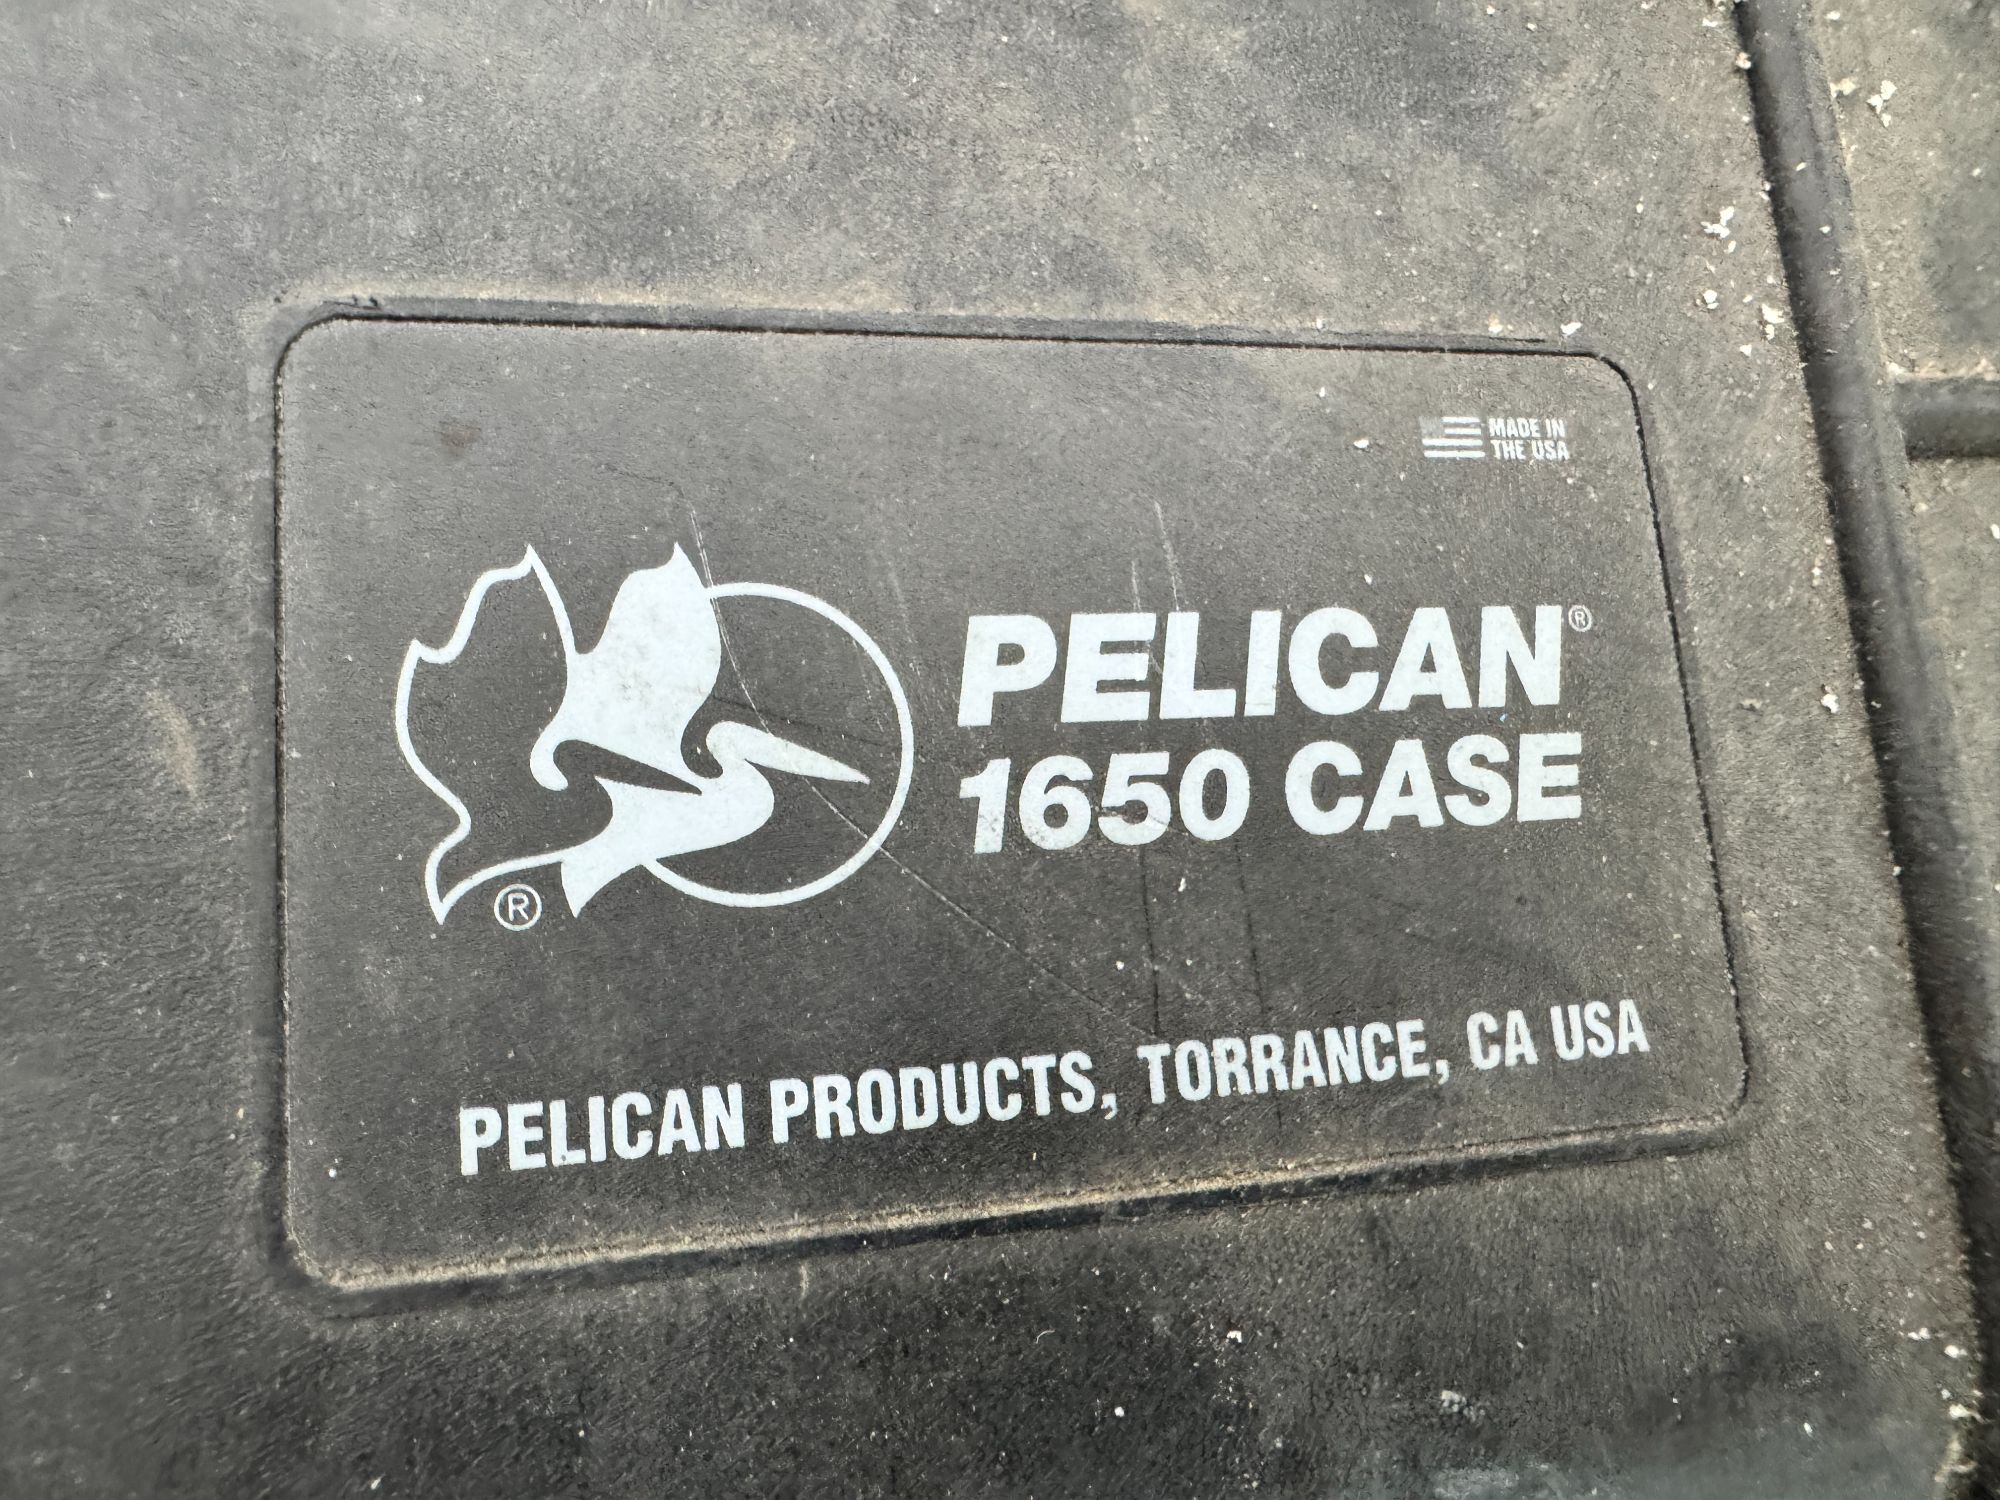 MADE IN
THE USA
PELICAN®
1650 CASE
®
PELICAN PRODUCTS, TORRANCE, CA USA